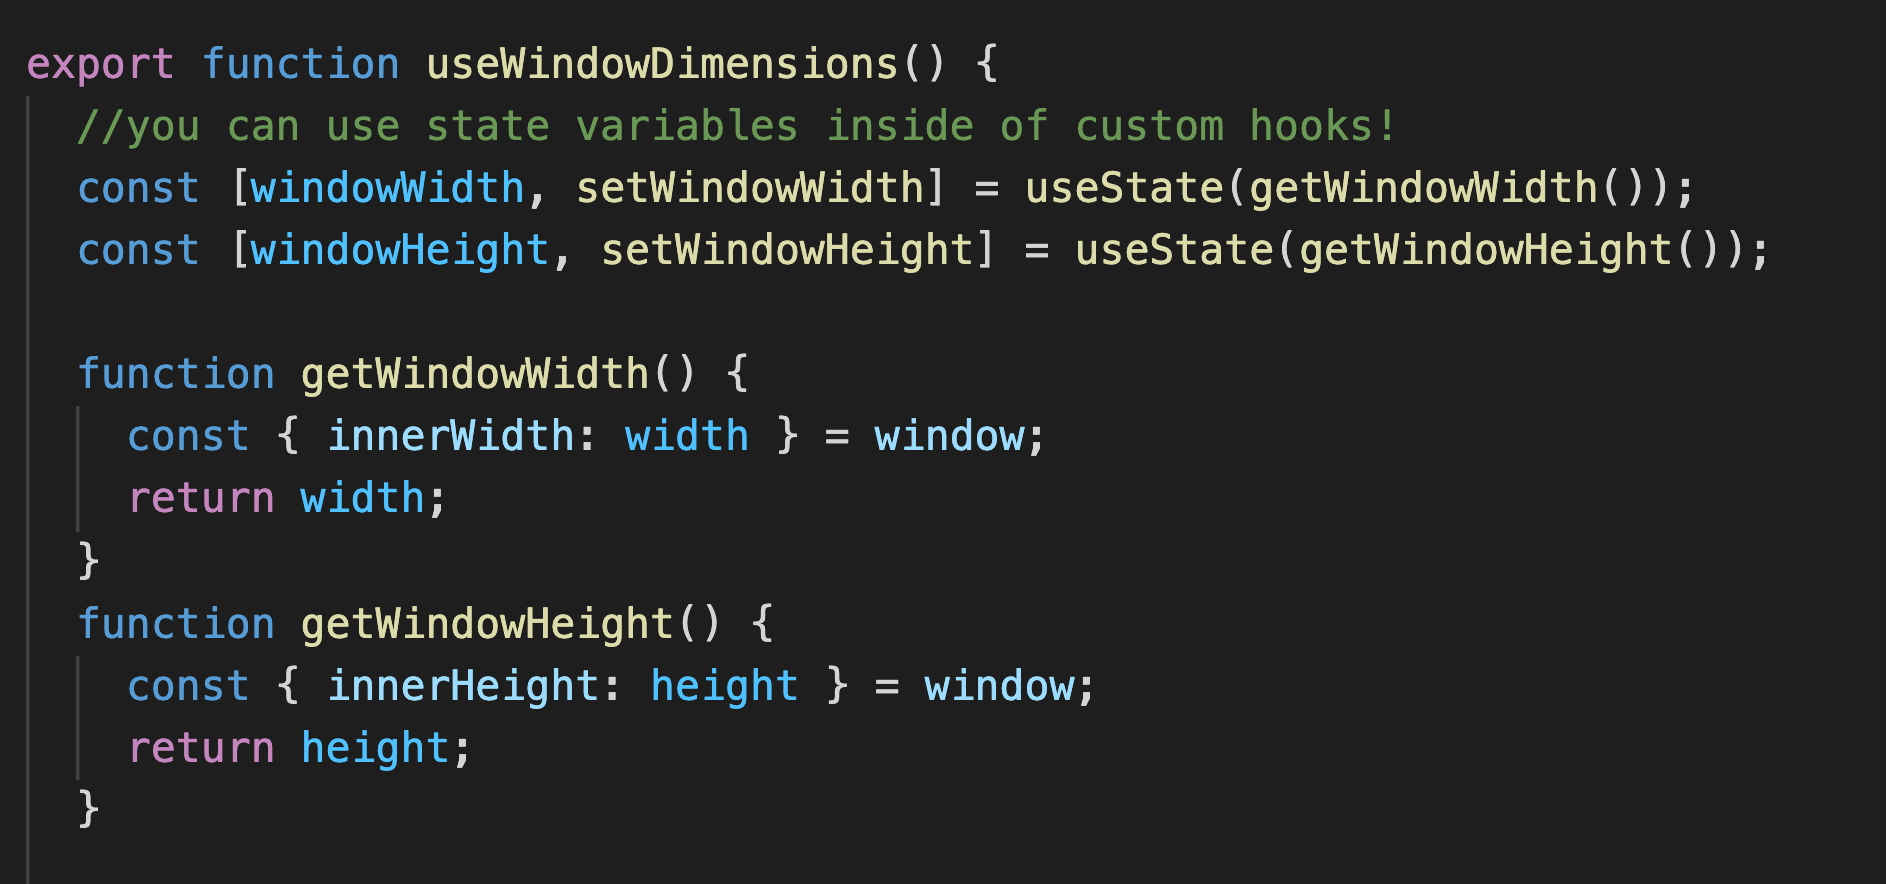 export function useWindowDimensions() {
//you can use state variables inside of custom hooks!
const [windowWidth, setWindowWidth] = useState(getWindowWidth());
const [windowHeight, setWindowHeight] = useState(getWindowHeight());
function getWindowWidth() {
const { innerWidth: width } = window;
return width;
}
function getWindowHeight() {
const { innerHeight: height } = window;
return height;
}